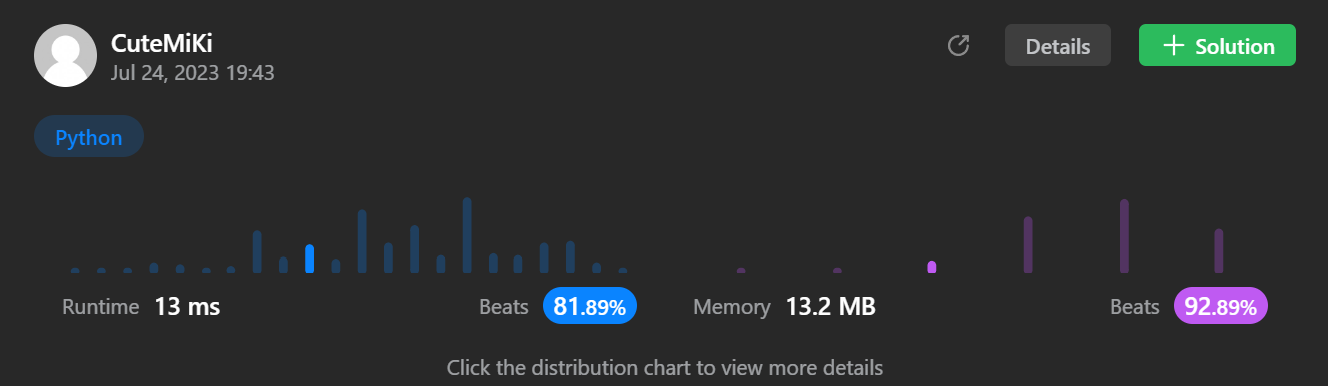 CuteMiKi
Jul 24, 2023 19:43
Details
Solution
Python
Runtime 13 ms Beats 81.89% Memory 13.2 MB Beats 92.89%
Click the distribution chart to view more details